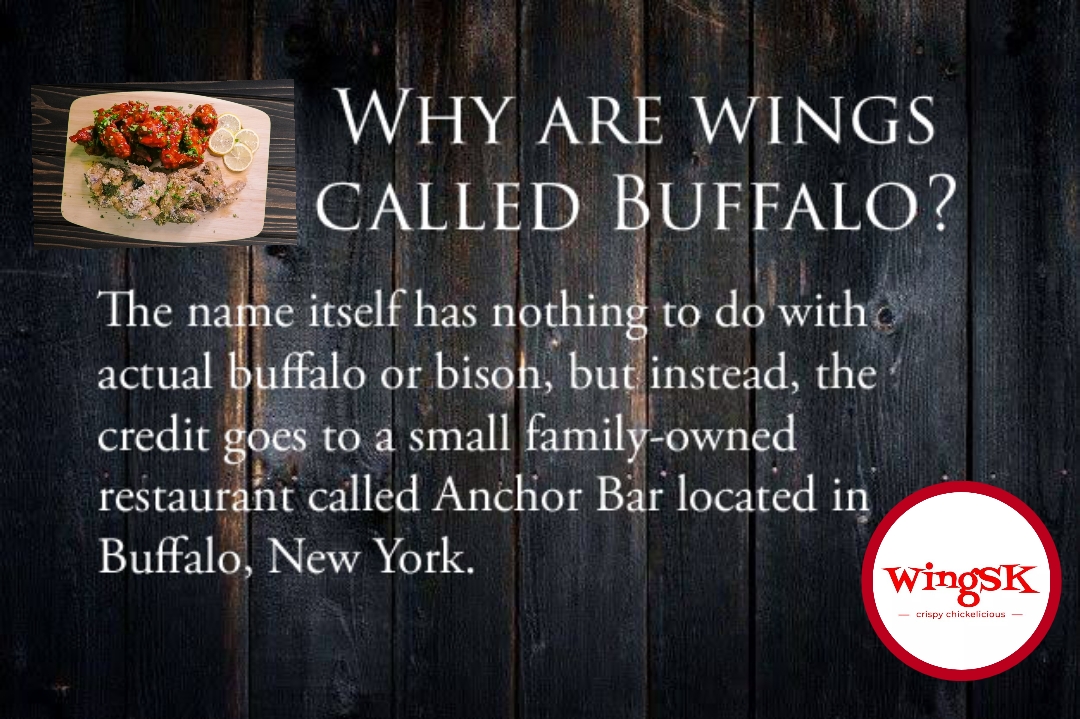 Why are wings
called Buffalo?
The name itself has nothing to do with
actual buffalo or bison, but instead, the
credit goes to a small family-owned
restaurant called Anchor Bar located in
Buffalo, New York.
WingSK
— crispy chickelicious —